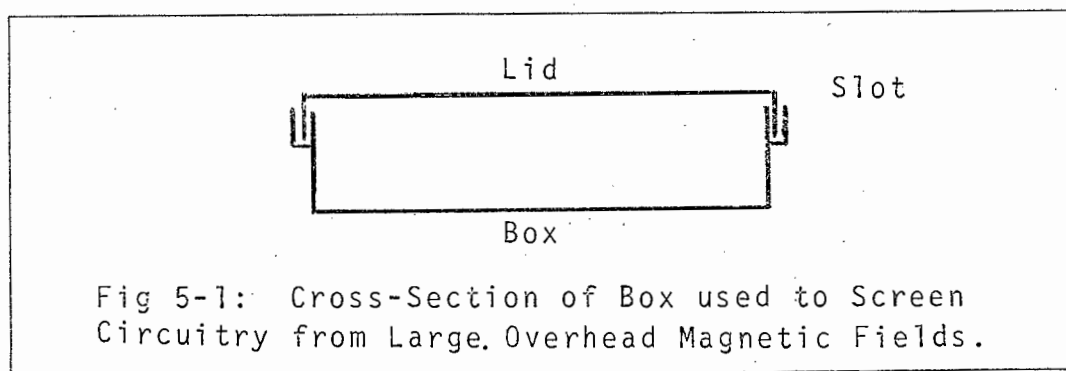 Lid
Slot
Box
Fig 5-1: Cross-Section of Box used to Screen
Circuitry from Large. Overhead Magnetic Fields.